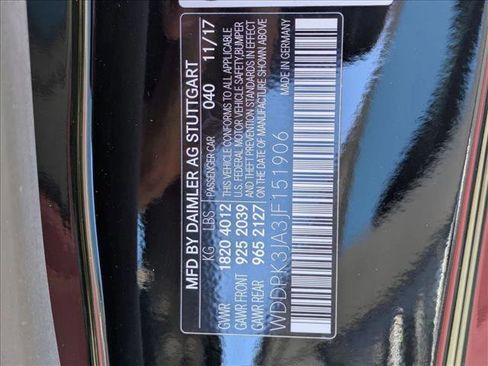 MFD BY DAIMLER AG STUTTGART
KG LBS PASSENGER CAR 040 11/17
GVWR 1820 4012 THIS VEHICLE CONFORMS TO ALL APPLICABLE
GAWR FRONT 925 2039 U.S. FEDERAL MOTOR VEHICLE SAFETY,BUMPER
AND THEFT PREVENTION STANDARDS IN EFFECT
GAWR REAR 965 2127 ON THE DATE OF MANUFACTURE SHOWN ABOVE
WDDPK3JA3JF151906 MADE IN GERMANY